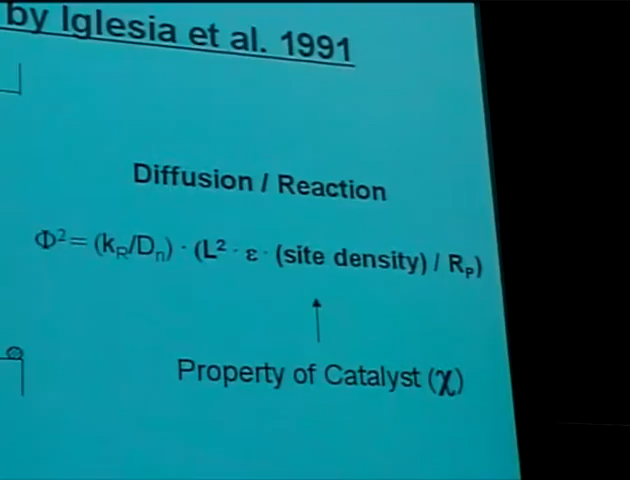 by Iglesia et al. 1991
Diffusion / Reaction
Φ² = (k_R/D_n) · (L² · ε · (site density) / R_P)
Property of Catalyst (χ)